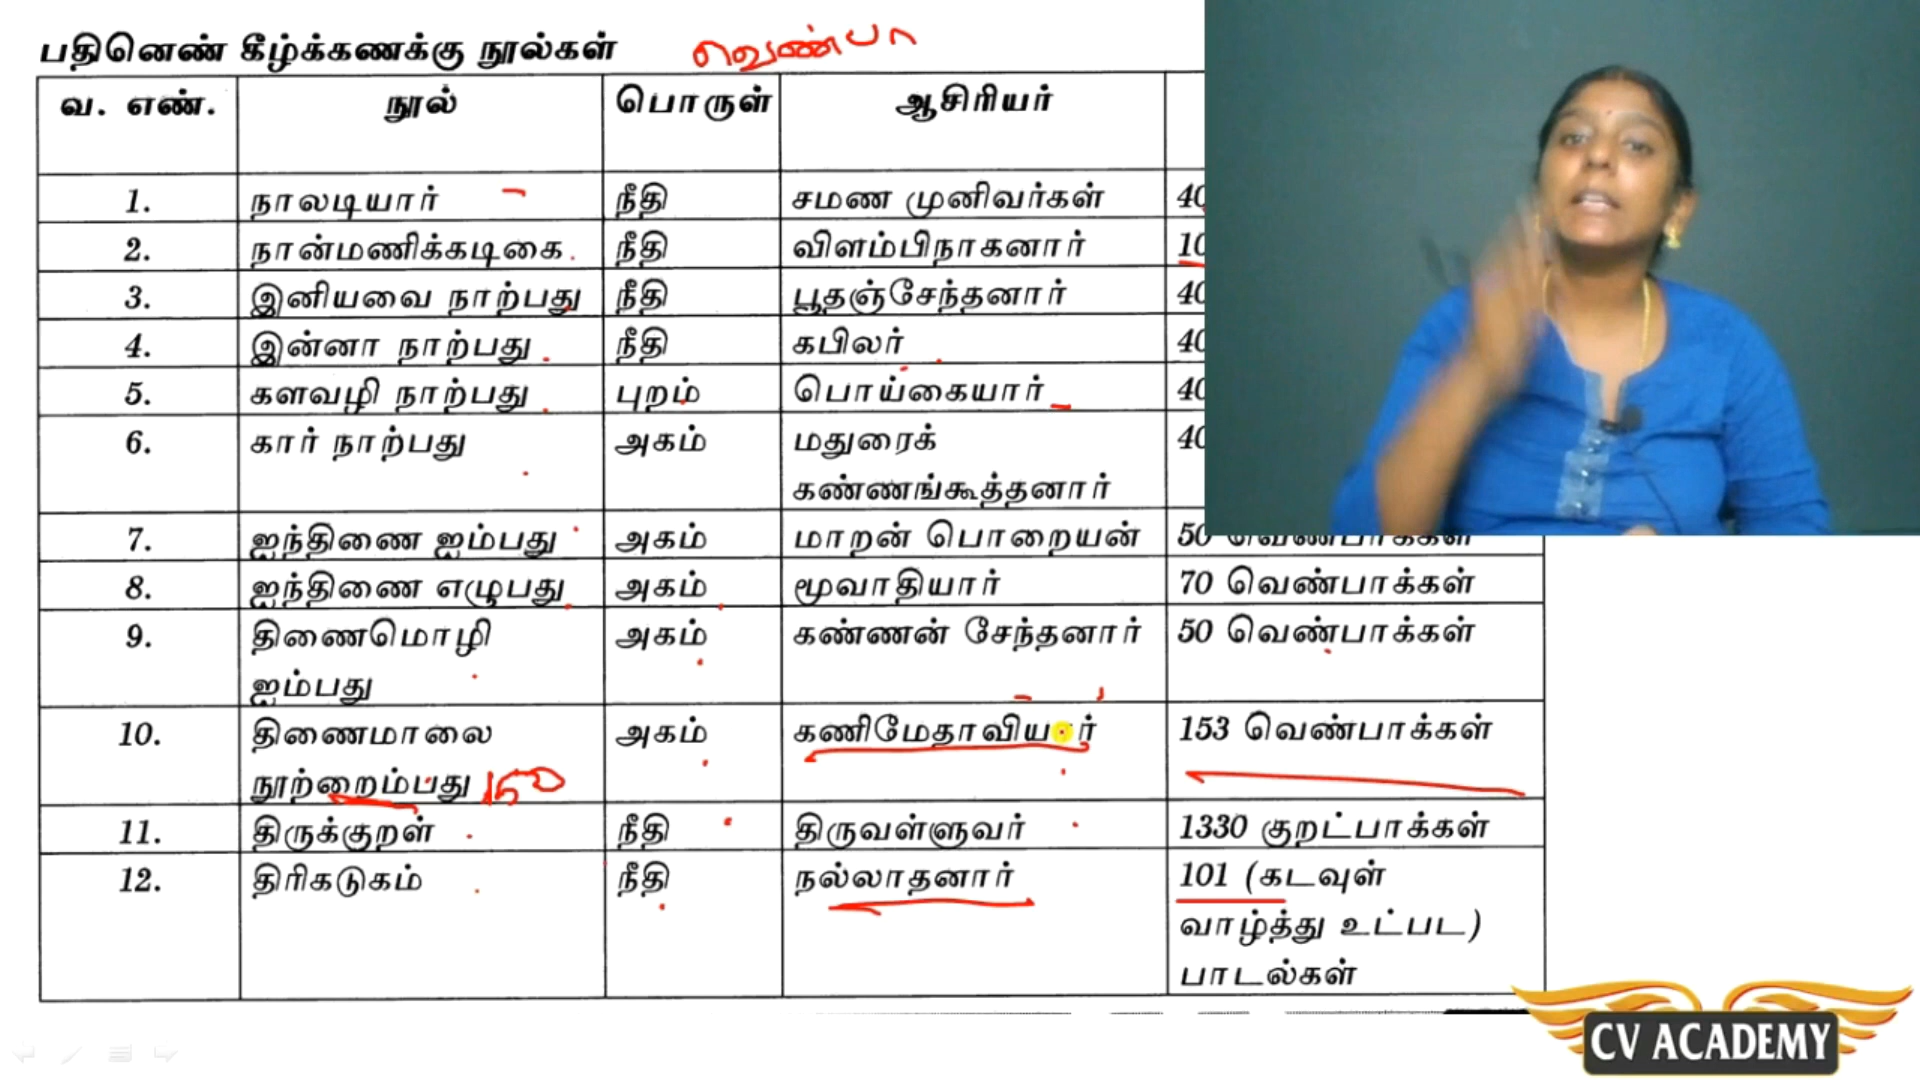 பதினெண் கீழ்க்கணக்கு நூல்கள் வெண்பா
வ. எண். நூல் பொருள் ஆசிரியர்
1. நாலடியார் நீதி சமண முனிவர்கள்
2. நான்மணிக்கடிகை நீதி விளம்பிநாகனார்
3. இனியவை நாற்பது நீதி பூதஞ்சேந்தனார்
4. இன்னா நாற்பது நீதி கபிலர்
5. களவழி நாற்பது புறம் பொய்கையார்
6. கார் நாற்பது அகம் மதுரைக்
கண்ணங்கூத்தனார்
7. ஐந்திணை ஐம்பது அகம் மாறன் பொறையன் 50 வெண்பாக்கள்
8. ஐந்திணை எழுபது அகம் மூவாதியார் 70 வெண்பாக்கள்
9. திணைமொழி அகம் கண்ணன் சேந்தனார் 50 வெண்பாக்கள்
ஐம்பது
10. திணைமாலை அகம் கணிமேதாவியார் 153 வெண்பாக்கள்
நூற்றைம்பது 150
11. திருக்குறள் நீதி திருவள்ளுவர் 1330 குறட்பாக்கள்
12. திரிகடுகம் நீதி நல்லாதனார் 101 (கடவுள்
வாழ்த்து உட்பட)
பாடல்கள்
CV ACADEMY